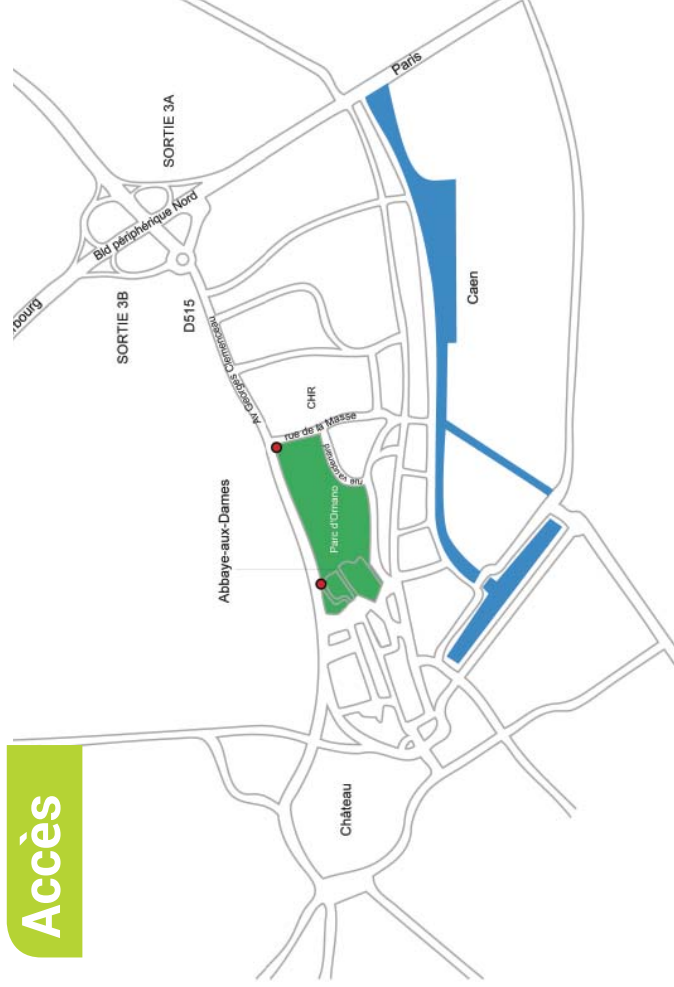 Accès
rbourg
SORTIE 3B
SORTIE 3A
Bld périphérique Nord
D515
Av Georges Clemenceau
Paris
Abbaye-aux-Dames
CHR
rue de la Masse
rue Vaubenard
Parc d'Ornano
Caen
Château